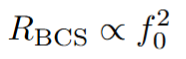 R_BCS ∝ f_0^2